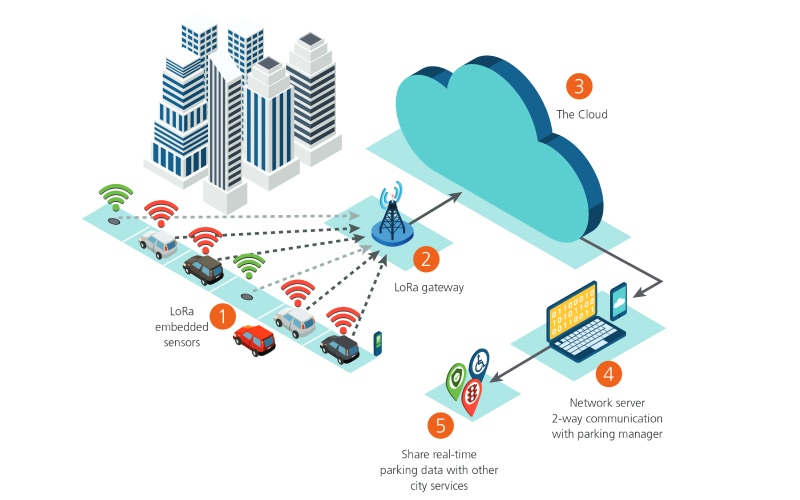 3
The Cloud
2
LoRa gateway
1
LoRa
embedded
sensors
4
Network server
2-way communication
with parking manager
5
Share real-time
parking data with other
city services